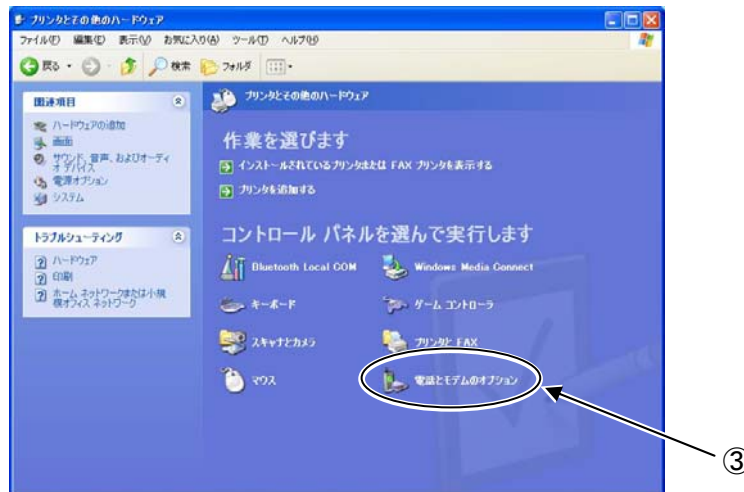 プリンタとその他のハードウェア
ファイル(F) 編集(E) 表示(V) お気に入り(A) ツール(T) ヘルプ(H)
戻る 検索 フォルダ
関連項目
ハードウェアの追加
画面
サウンド、音声、およびオーディ
オ デバイス
電源オプション
システム
トラブルシューティング
ハードウェア
印刷
ホーム ネットワークまたは小規
模オフィス ネットワーク
プリンタとその他のハードウェア
作業を選びます
インストールされているプリンタまたは FAX プリンタを表示する
プリンタを追加する
コントロール パネルを選んで実行します
Bluetooth Local COM Windows Media Connect
キーボード ゲーム コントローラ
スキャナとカメラ プリンタと FAX
マウス 電話とモデムのオプション
③